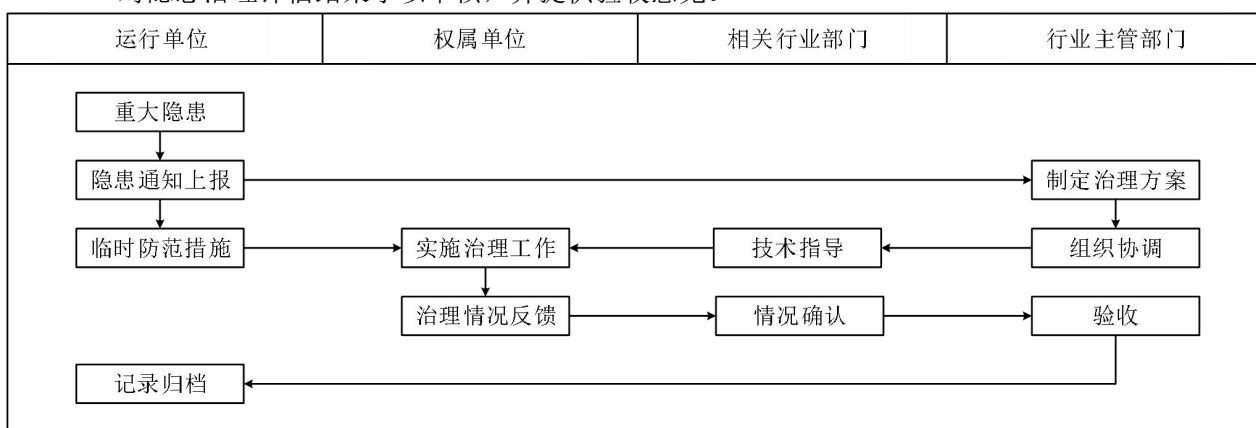 运行单位 权属单位 相关行业部门 行业主管部门
重大隐患
隐患通知上报 制定治理方案
临时防范措施 实施治理工作 技术指导 组织协调
治理情况反馈 情况确认 验收
记录归档